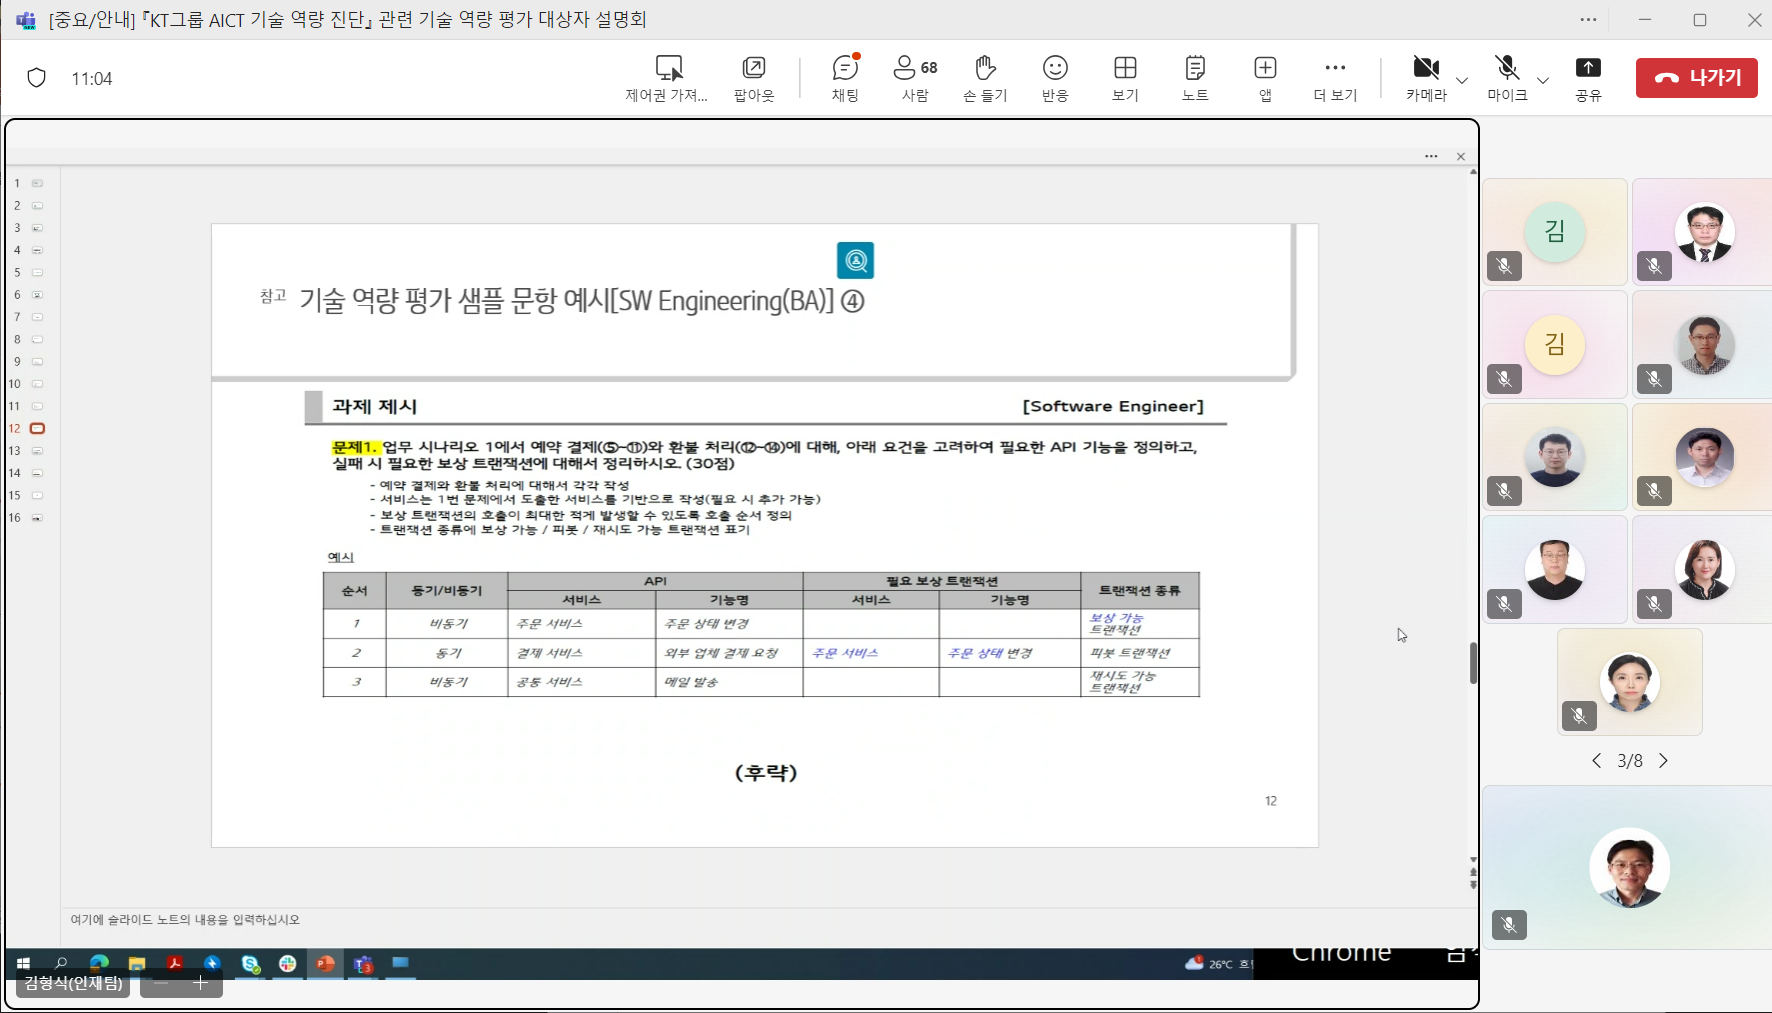 [중요/안내]『KT그룹 AICT 기술 역량 진단』 관련 기술 역량 평가 대상자 설명회
11:04
제어권 가져...
팝아웃
채팅
68
사람
손 들기
반응
보기
노트
앱
더 보기
카메라
마이크
공유
나가기
1
2
3
4
5
6
7
8
9
10
11
12
13
14
15
16
참고 기술 역량 평가 샘플 문항 예시[SW Engineering(BA)] ④
과제 제시 [Software Engineer]
문제1. 업무 시나리오 1에서 예약 결제(⑤~⑪)와 환불 처리(⑫~⑭)에 대해, 아래 요건을 고려하여 필요한 API 기능을 정의하고,
실패 시 필요한 보상 트랜잭션에 대해서 정리하시오. (30점)
- 예약 결제와 환불 처리에 대해서 각각 작성
- 서비스는 1번 문제에서 도출한 서비스를 기반으로 작성(필요 시 추가 가능)
- 보상 트랜잭션의 호출이 최대한 적게 발생할 수 있도록 호출 순서 정의
- 트랜잭션 종류에 보상 가능 / 피봇 / 재시도 가능 트랜잭션 표기
예시
순서 동기/비동기 API 필요 보상 트랜잭션 트랜잭션 종류
서비스 기능명 서비스 기능명
1 비동기 주문 서비스 주문 상태 변경 보상 가능
트랜잭션
2 동기 결제 서비스 외부 업체 결제 요청 주문 서비스 주문 상태 변경 피봇 트랜잭션
3 비동기 공통 서비스 메일 발송 재시도 가능
트랜잭션
(후략)
12
여기에 슬라이드 노트의 내용을 입력하십시오
26℃
Chrome
김형식(인재팀)
김
김
3/8